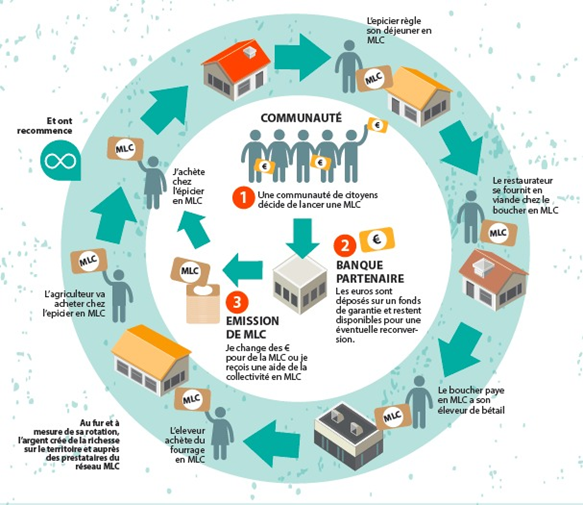 L'epicier règle
son déjeuner en
MLC
MLC
COMMUNAUTÉ
€
€
€
1 Une communauté de citoyens
décide de lancer une MLC
Et ont
recommence
MLC
J'achète
chez
l'épicier
en MLC
Le restaurateur
se fournit en
viande chez le
boucher en MLC
MLC
2 €
BANQUE
PARTENAIRE
Les euros sont
déposés sur un fonds
de garantie et restent
disponibles pour une
éventuelle reconver-
sion.
MLC
3
EMISSION
DE MLC
Je change des €
pour de la MLC ou je
reçois une aide de la
collectivité en MLC
MLC
L'agriculteur va
acheter chez
l'epicier en MLC
Le boucher paye
en MLC a son
éleveur de bétail
MLC
MLC
L'eleveur
achète du
fourrage
en MLC
Au fur et à
mesure de sa rotation,
l'argent crée de la richesse
sur le territoire et auprès
des prestataires du
réseau MLC